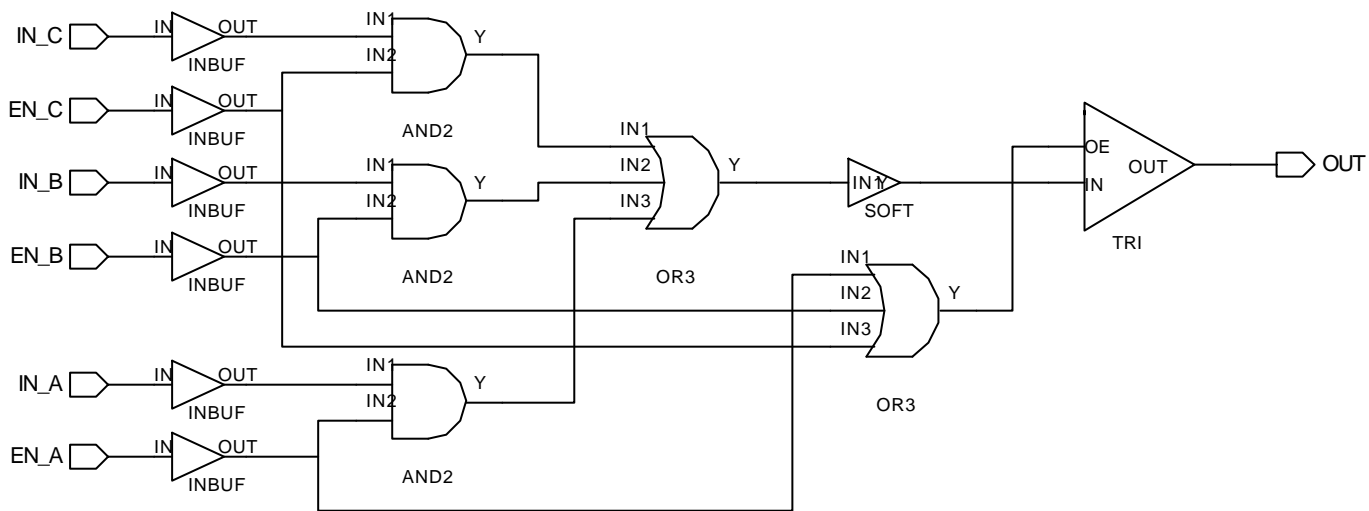 IN_C IN OUT INBUF IN1 IN2 Y AND2
EN_C IN OUT INBUF
IN_B IN OUT INBUF IN1 IN2 Y AND2
EN_B IN OUT INBUF
IN1 IN2 IN3 Y OR3
IN1 Y SOFT
OE IN OUT TRI OUT
IN1 IN2 IN3 Y OR3
IN_A IN OUT INBUF IN1 IN2 Y AND2
EN_A IN OUT INBUF